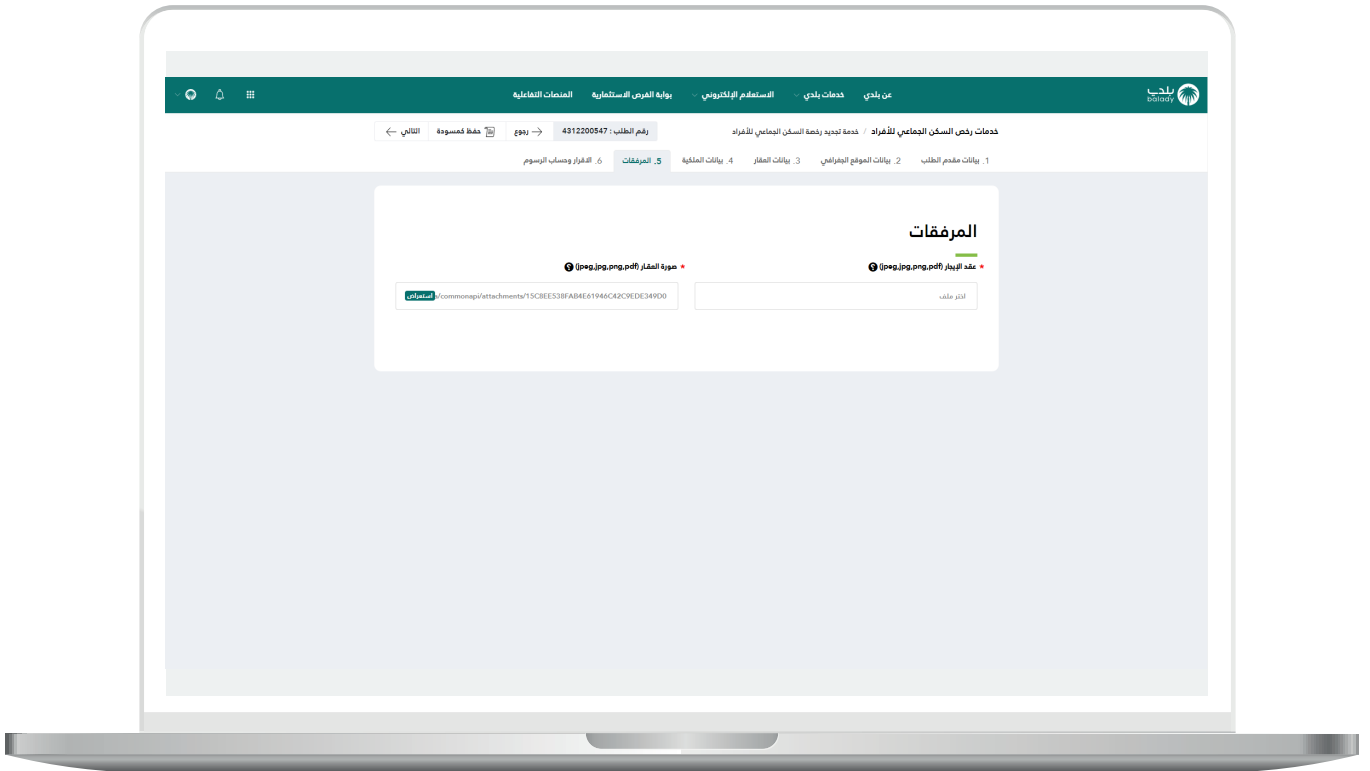 بلدي
balady
عن بلدي خدمات بلدي الاستعلام الإلكتروني بوابة الفرص الاستثمارية المنصات التفاعلية
خدمات رخص السكن الجماعي للأفراد / خدمة تجديد رخصة السكن الجماعي للأفراد رقم الطلب : 4312200547 رجوع حفظ كمسودة التالي
1. بيانات مقدم الطلب 2. بيانات الموقع الجغرافي 3. بيانات العقار 4. بيانات الملكية 5. المرفقات 6. الاقرار وحساب الرسوم
المرفقات
* عقد الإيجار (jpeg,jpg,png,pdf) ? * صورة العقار (jpeg,jpg,png,pdf) ?
اختر ملف s/commonapi/attachments/15C8EE538FAB4E61946C42C9EDE349D0 استعراض